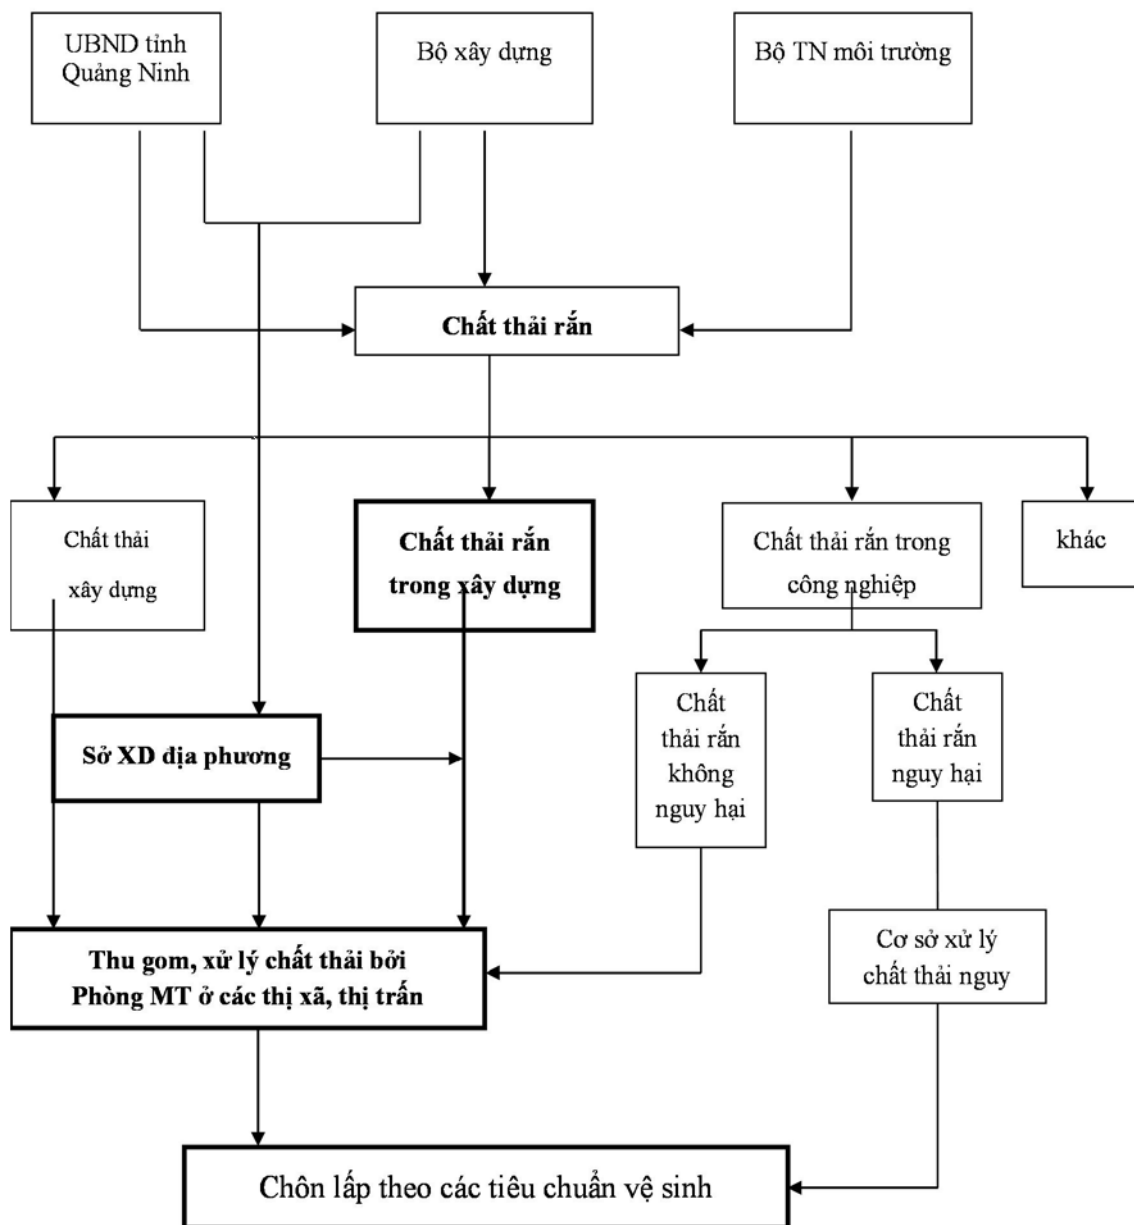 UBND tỉnh
Quảng Ninh
Bộ xây dựng
Bộ TN môi trường
Chất thải rắn
Chất thải
xây dựng
Chất thải rắn
trong xây dựng
Chất thải rắn trong
công nghiệp
khác
Chất
thải rắn
không
nguy hại
Chất
thải rắn
nguy hại
Sở XD địa phương
Thu gom, xử lý chất thải bởi
Phòng MT ở các thị xã, thị trấn
Cơ sở xử lý
chất thải nguy
Chôn lấp theo các tiêu chuẩn vệ sinh